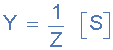 Y = 1/Z [S]